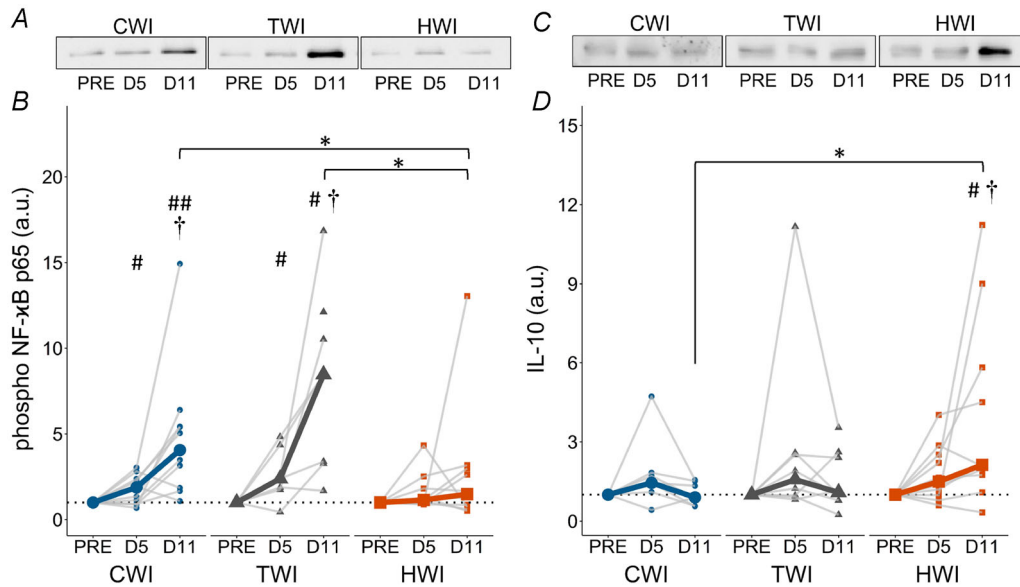 A
CWI TWI HWI
PRE D5 D11 PRE D5 D11 PRE D5 D11
B
phospho NF-κB p65 (a.u.)
20
15
10
5
0
* 
*
##
†
# †
#
#
PRE D5 D11 PRE D5 D11 PRE D5 D11
CWI TWI HWI
C
CWI TWI HWI
PRE D5 D11 PRE D5 D11 PRE D5 D11
D
IL-10 (a.u.)
15
12
9
6
3
0
*
# †
PRE D5 D11 PRE D5 D11 PRE D5 D11
CWI TWI HWI